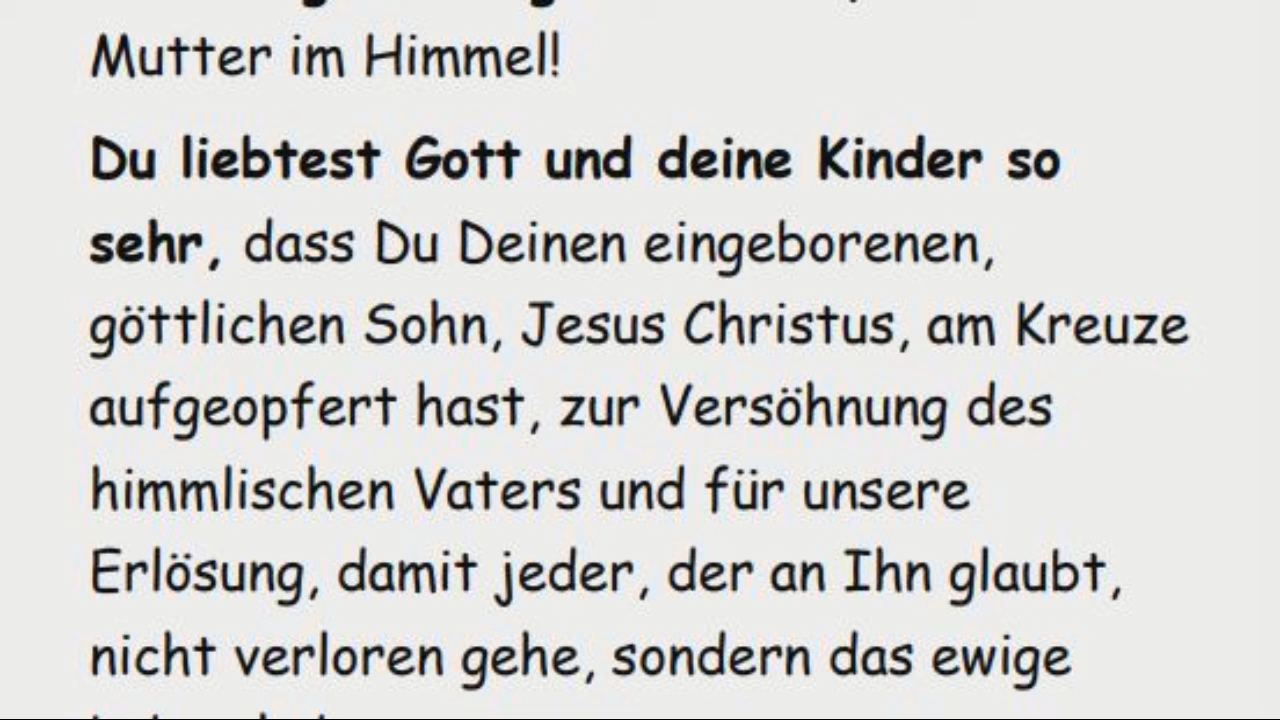 Mutter im Himmel!
Du liebtest Gott und deine Kinder so
sehr, dass Du Deinen eingeborenen,
göttlichen Sohn, Jesus Christus, am Kreuze
aufgeopfert hast, zur Versöhnung des
himmlischen Vaters und für unsere
Erlösung, damit jeder, der an Ihn glaubt,
nicht verloren gehe, sondern das ewige